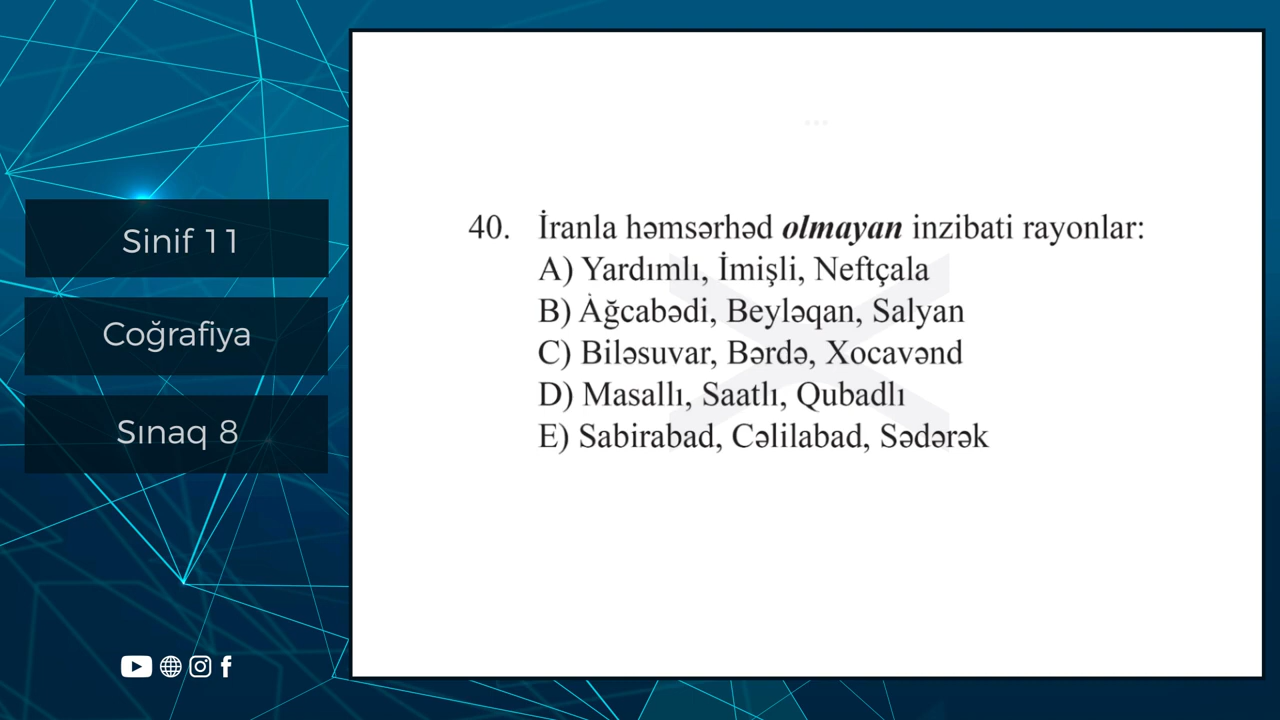 Sinif 11
Coğrafiya
Sınaq 8
40. İranla həmsərhəd olmayan inzibati rayonlar:
A) Yardımlı, İmişli, Neftçala
B) Ağcabədi, Beyləqan, Salyan
C) Biləsuvar, Bərdə, Xocavənd
D) Masallı, Saatlı, Qubadlı
E) Sabirabad, Cəlilabad, Sədərək